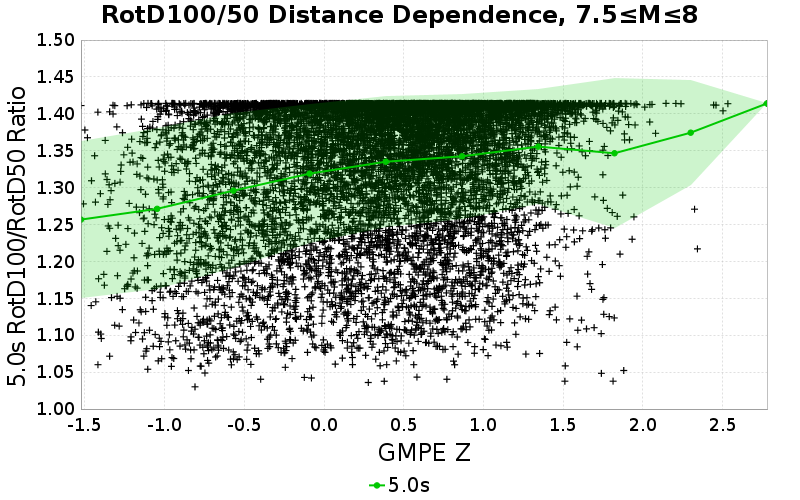 RotD100/50 Distance Dependence, 7.5≤M≤8
1.50
1.45
1.40
1.35
1.30
1.25
1.20
1.15
1.10
1.05
1.00
5.0s RotD100/RotD50 Ratio
-1.5 -1.0 -0.5 0.0 0.5 1.0 1.5 2.0 2.5
GMPE Z
5.0s